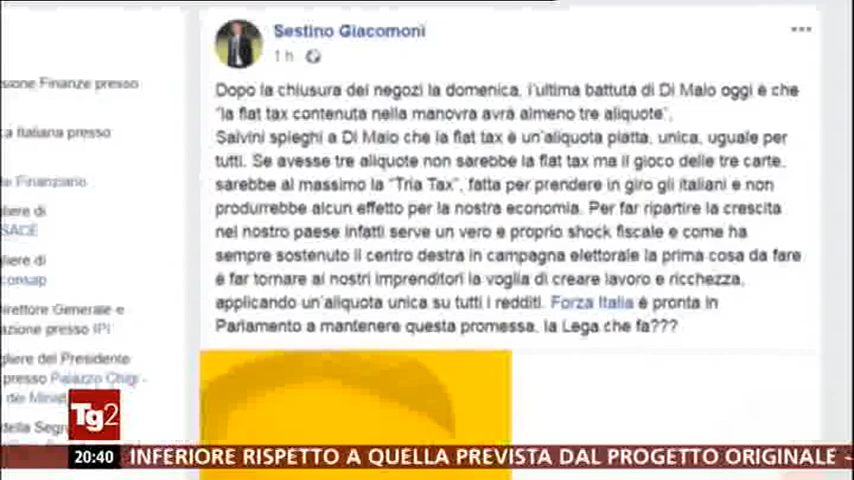 Sestino Giacomoni
1 h
Dopo la chiusura dei negozi la domenica, l'ultima battuta di Di Maio oggi è che
"la flat tax contenuta nella manovra avrà almeno tre aliquote".
Salvini spieghi a Di Maio che la flat tax è un'aliquota piatta, unica, uguale per
tutti. Se avesse tre aliquote non sarebbe la flat tax ma il gioco delle tre carte,
sarebbe al massimo la "Tria Tax", fatta per prendere in giro gli italiani e non
produrrebbe alcun effetto per la nostra economia. Per far ripartire la crescita
nel nostro paese infatti serve un vero e proprio shock fiscale e come ha
sempre sostenuto il centro destra in campagna elettorale la prima cosa da fare
è far tornare ai nostri imprenditori la voglia di creare lavoro e ricchezza,
applicando un'aliquota unica su tutti i redditi. Forza Italia è pronta in
Parlamento a mantenere questa promessa, la Lega che fa???
sione Finanze presso
ca Italiana presso
te Finanziario
gliere di
SACE
gliere di
consap
Direttore Generale e
azione presso IPI
gliere del Presidente
presso Palazzo Chigi -
dei Minist
della Segre
Tg2
20:40 INFERIORE RISPETTO A QUELLA PREVISTA DAL PROGETTO ORIGINALE -